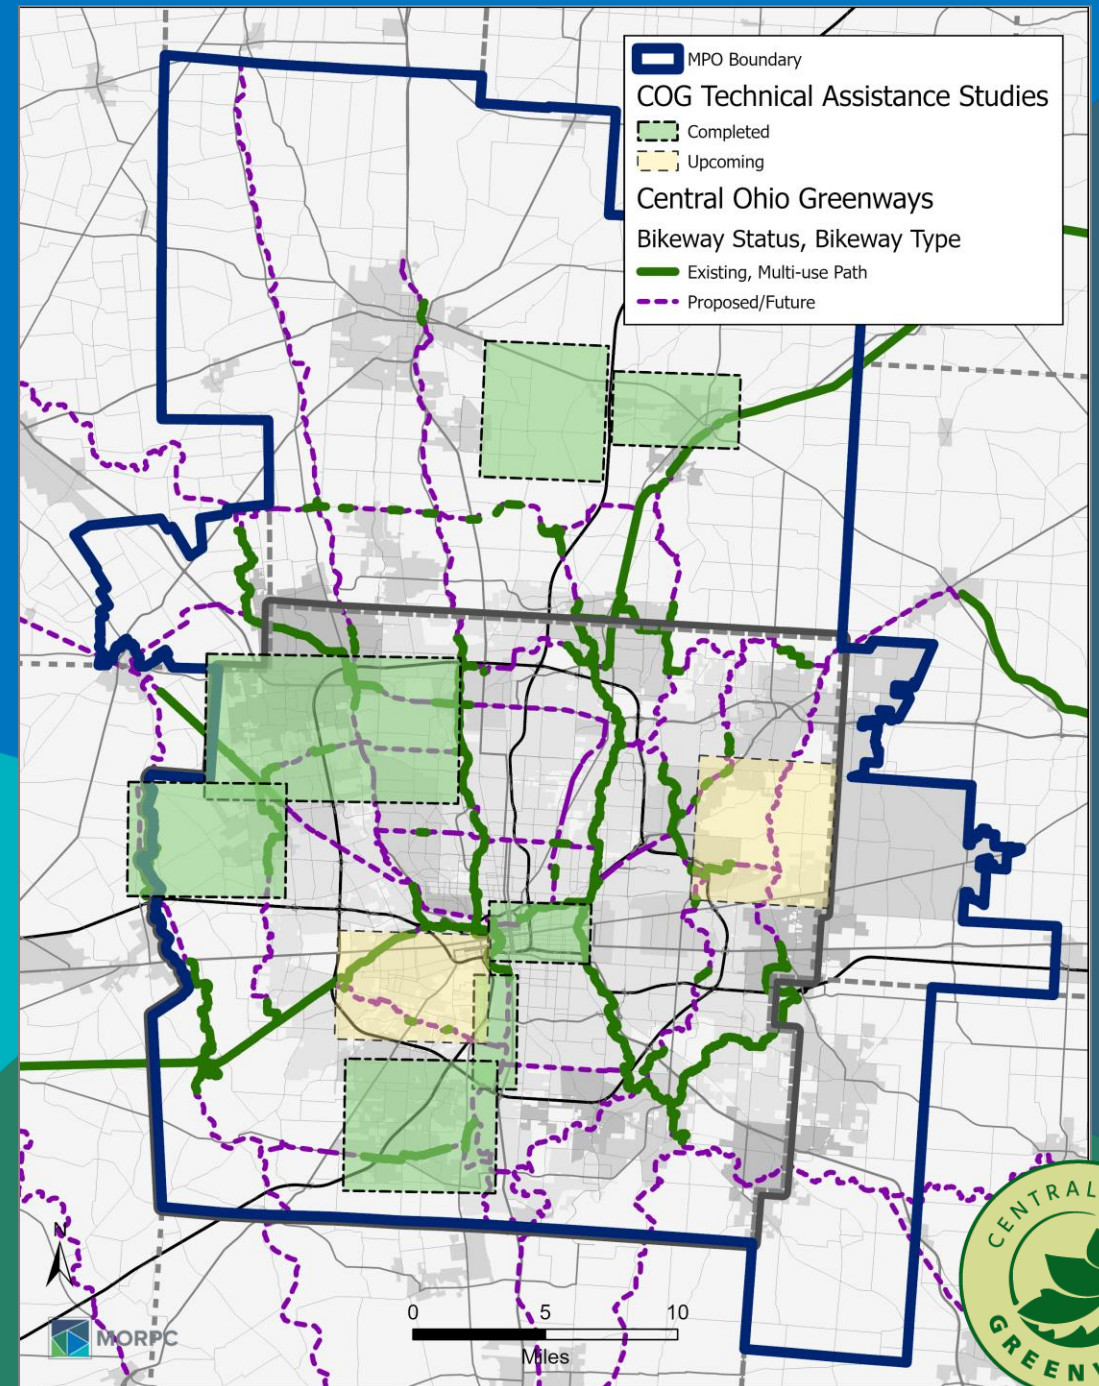 MPO Boundary
COG Technical Assistance Studies
Completed
Upcoming
Central Ohio Greenways
Bikeway Status, Bikeway Type
Existing, Multi-use Path
Proposed/Future
N
0 5 10
Miles
MORPC
CENTRAL